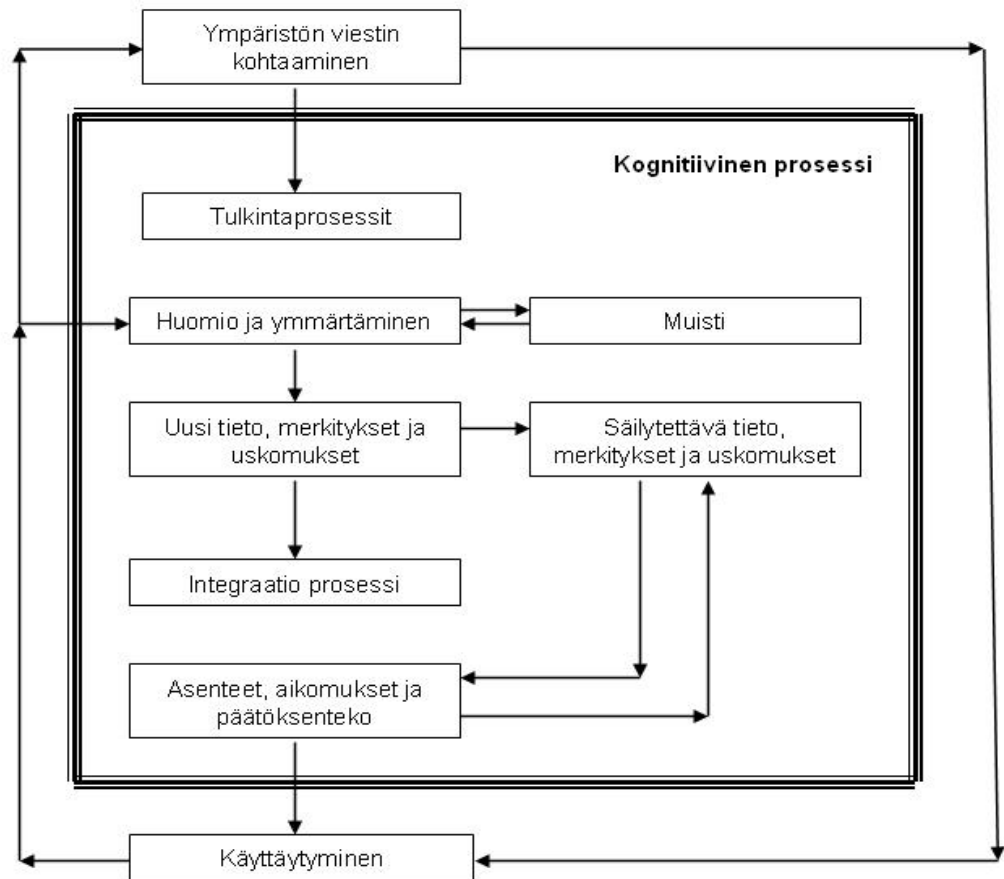 Ympäristön viestin
kohtaaminen
Kognitiivinen prosessi
Tulkintaprosessit
Huomio ja ymmärtäminen
Muisti
Uusi tieto, merkitykset ja
uskomukset
Säilytettävä tieto,
merkitykset ja uskomukset
Integraatio prosessi
Asenteet, aikomukset ja
päätöksenteko
Käyttäytyminen